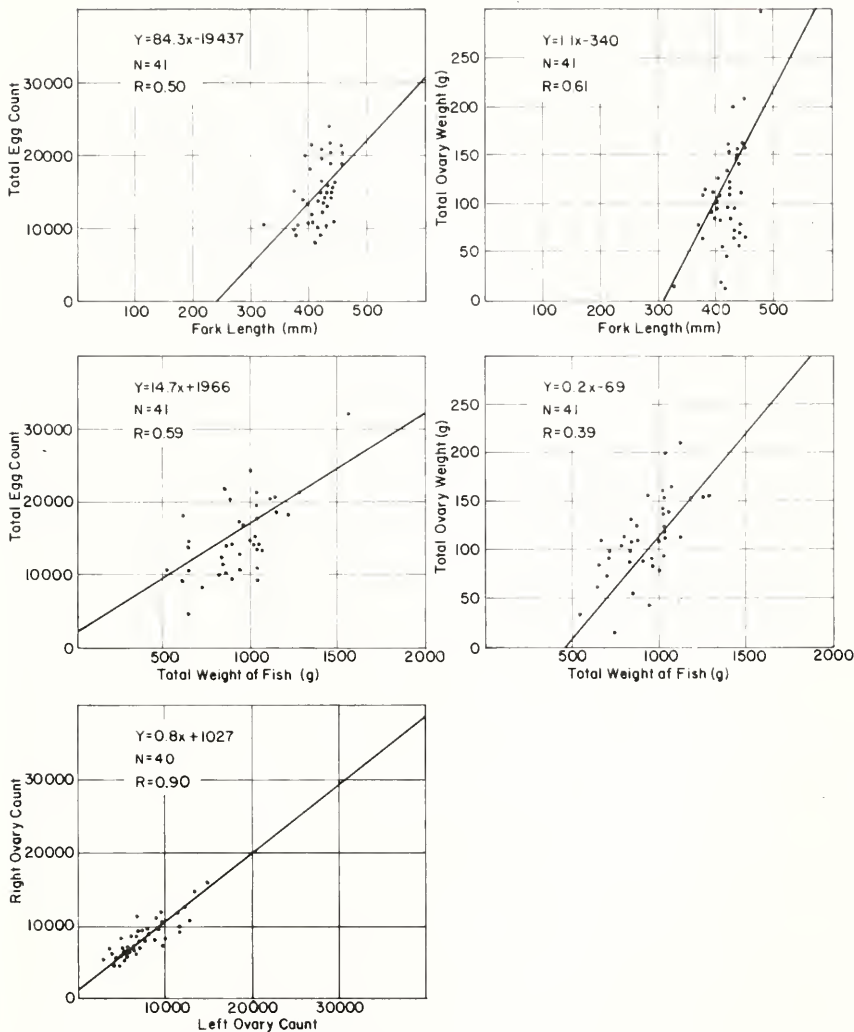 Y=84.3x-19437
N=41
R=0.50
Total Egg Count
30000
20000
10000
0
100 200 300 400 500
Fork Length (mm)
Y=1.1x-340
N=41
R=0.61
Total Ovary Weight (g)
300
250
200
150
100
50
0
100 200 300 400 500
Fork Length (mm)
Y=14.7x+1966
N=41
R=0.59
Total Egg Count
30000
20000
10000
0
500 1000 1500 2000
Total Weight of Fish (g)
Y=0.2x-69
N=41
R=0.39
Total Ovary Weight (g)
250
200
150
100
50
0
500 1000 1500 2000
Total Weight of Fish (g)
Y=0.8x+1027
N=40
R=0.90
Right Ovary Count
30000
20000
10000
0
10000 20000 30000
Left Ovary Count